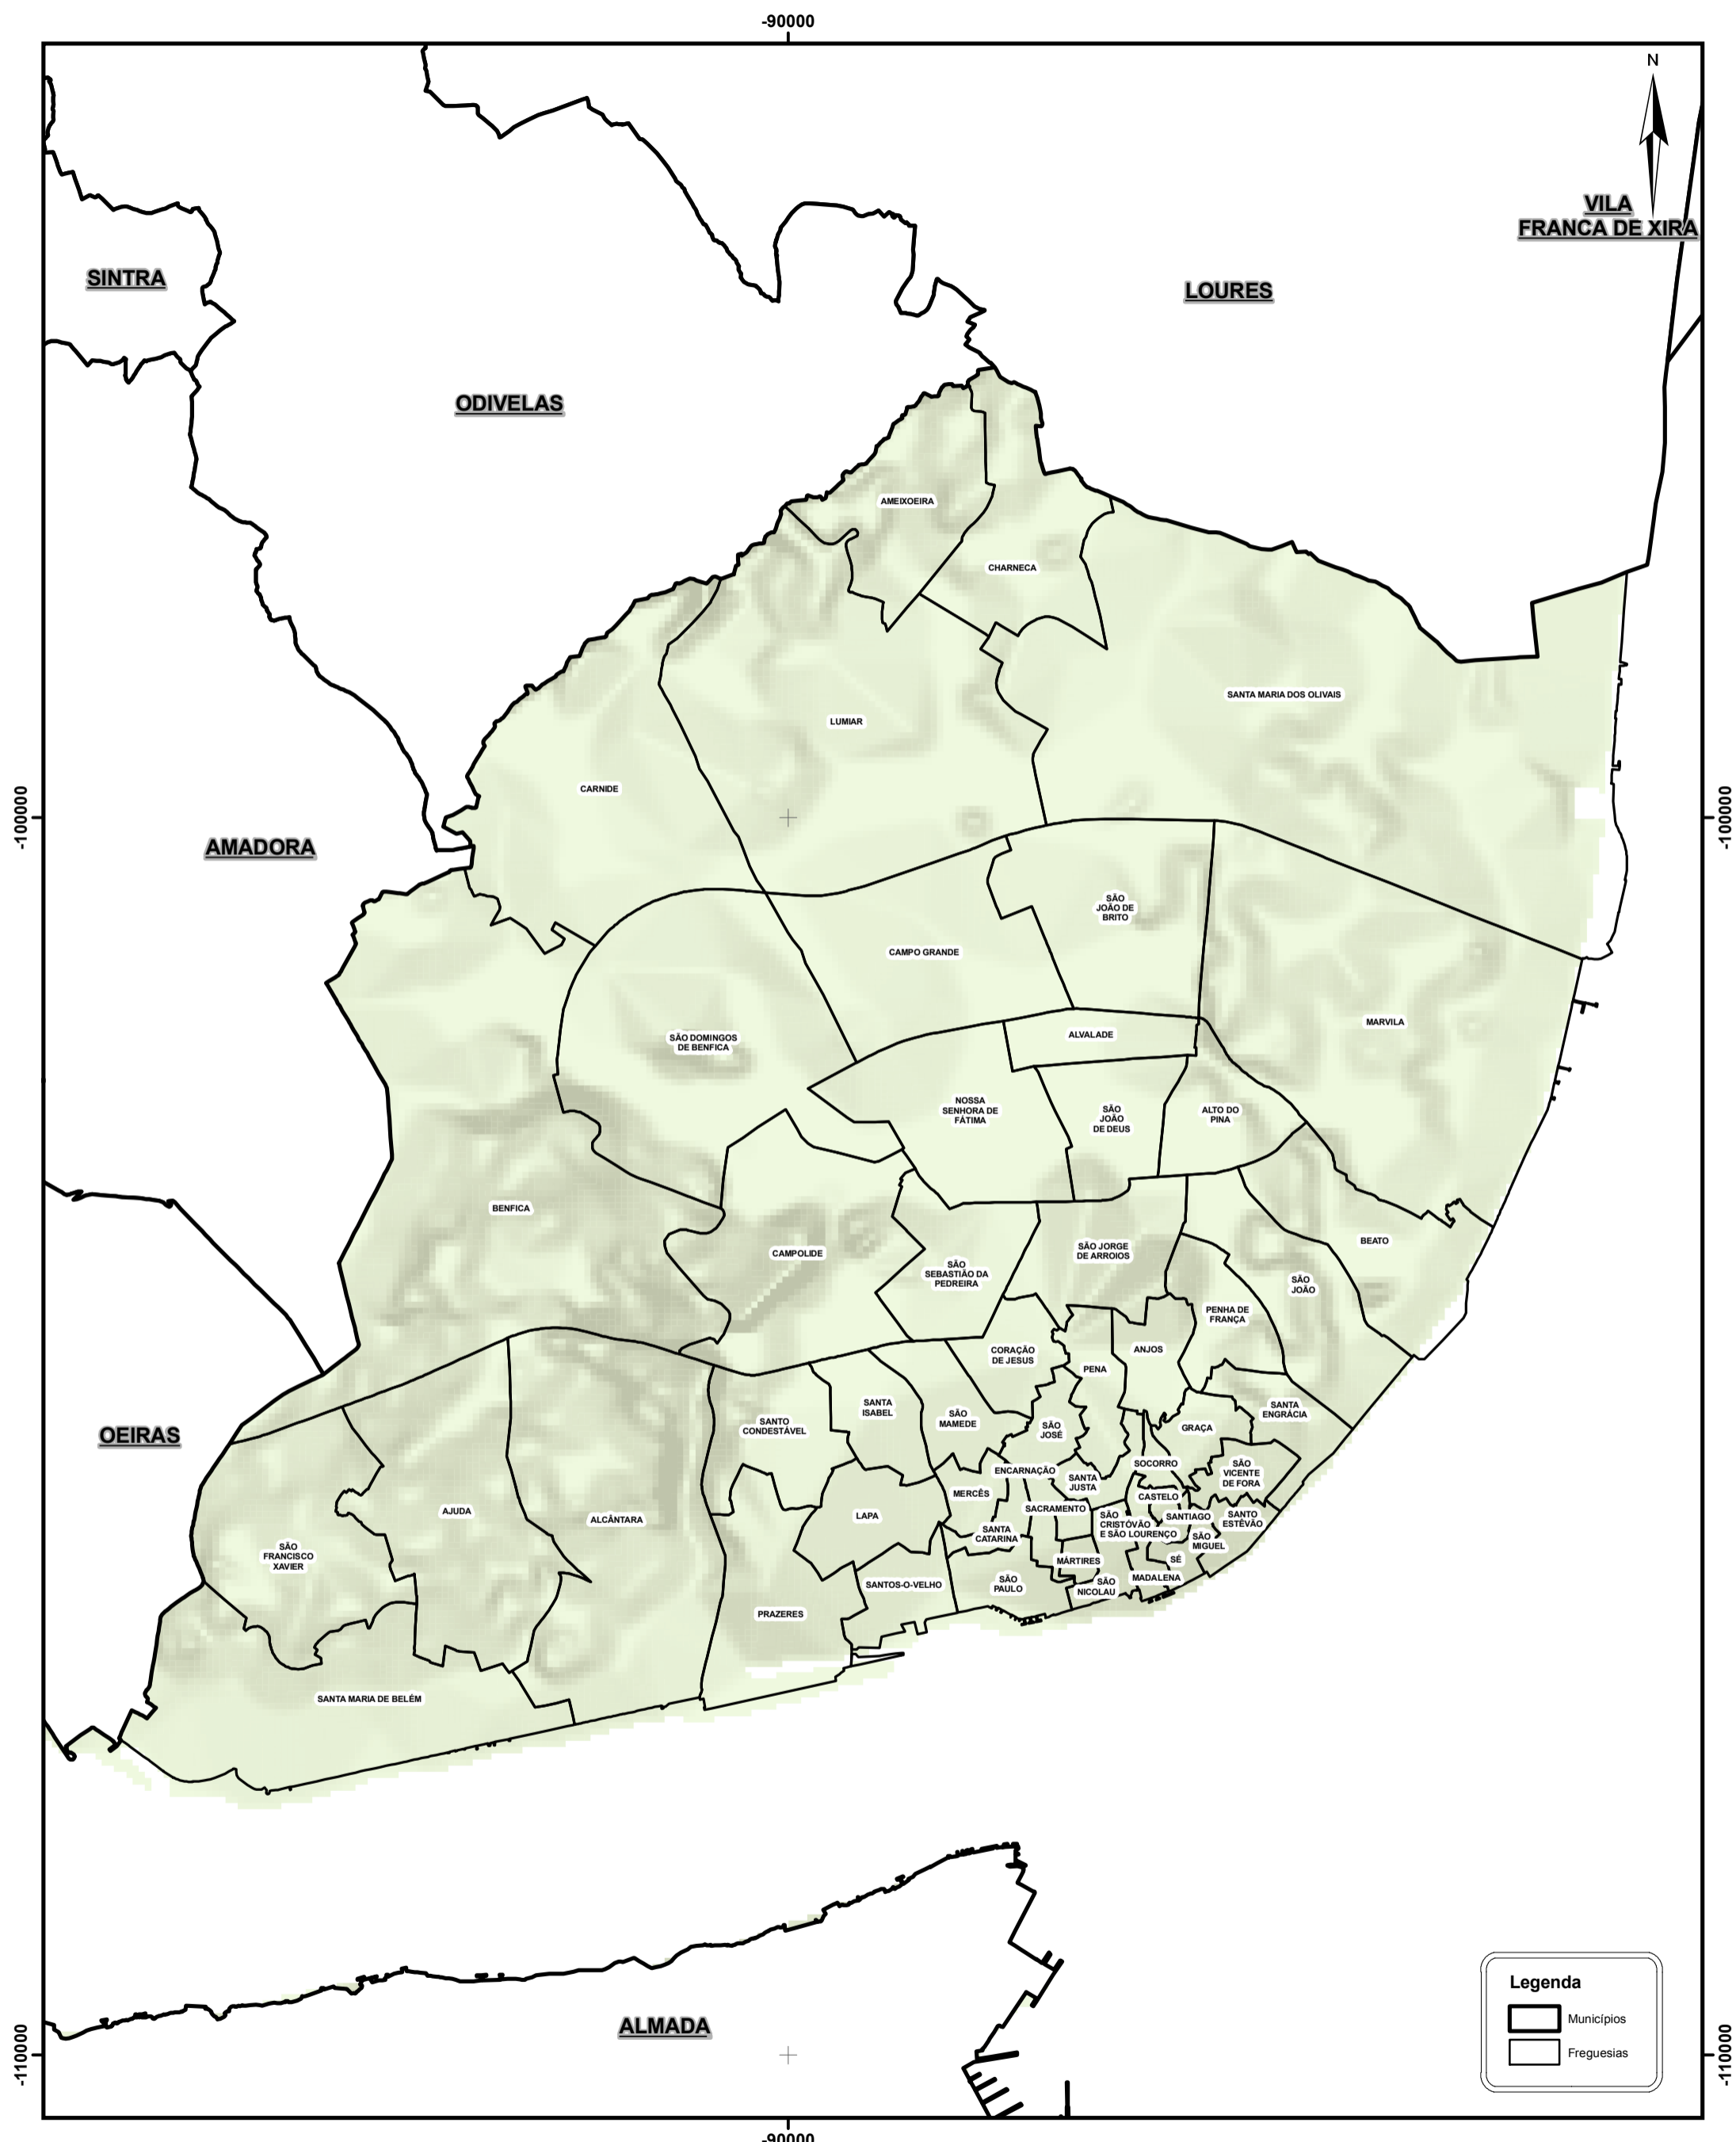 -90000
N
VILA
FRANCA DE XIRA
SINTRA
LOURES
ODIVELAS
AMEIXOEIRA
CHARNECA
SANTA MARIA DOS OLIVAIS
LUMIAR
CARNIDE
-100000
-100000
AMADORA
SÃO
JOÃO DE
BRITO
CAMPO GRANDE
MARVILA
ALVALADE
SÃO DOMINGOS
DE BENFICA
NOSSA
SENHORA DE
FÁTIMA
SÃO
JOÃO
DE DEUS
ALTO DO
PINA
BENFICA
BEATO
CAMPOLIDE
SÃO JORGE
DE ARROIOS
SÃO
SEBASTIÃO DA
PEDREIRA
SÃO
JOÃO
PENHA DE
FRANÇA
CORAÇÃO
DE JESUS
ANJOS
PENA
SANTA
ISABEL
SANTA
ENGRÁCIA
SÃO
MAMEDE
SANTO
CONDESTÁVEL
SÃO
JOSÉ
GRAÇA
OEIRAS
SOCORRO
SÃO
VICENTE
DE FORA
ENCARNAÇÃO
SANTA
JUSTA
MERCÊS
CASTELO
SACRAMENTO
AJUDA
LAPA
ALCÂNTARA
SÃO
CRISTÓVÃO
E SÃO LOURENÇO
SANTIAGO
SANTO
ESTÊVÃO
SANTA
CATARINA
SÃO
MIGUEL
SÃO
FRANCISCO
XAVIER
MÁRTIRES
SÉ
MADALENA
SANTOS-O-VELHO
SÃO
PAULO
SÃO
NICOLAU
PRAZERES
SANTA MARIA DE BELÉM
ALMADA
Legenda
Municípios
Freguesias
-110000
-110000
-90000